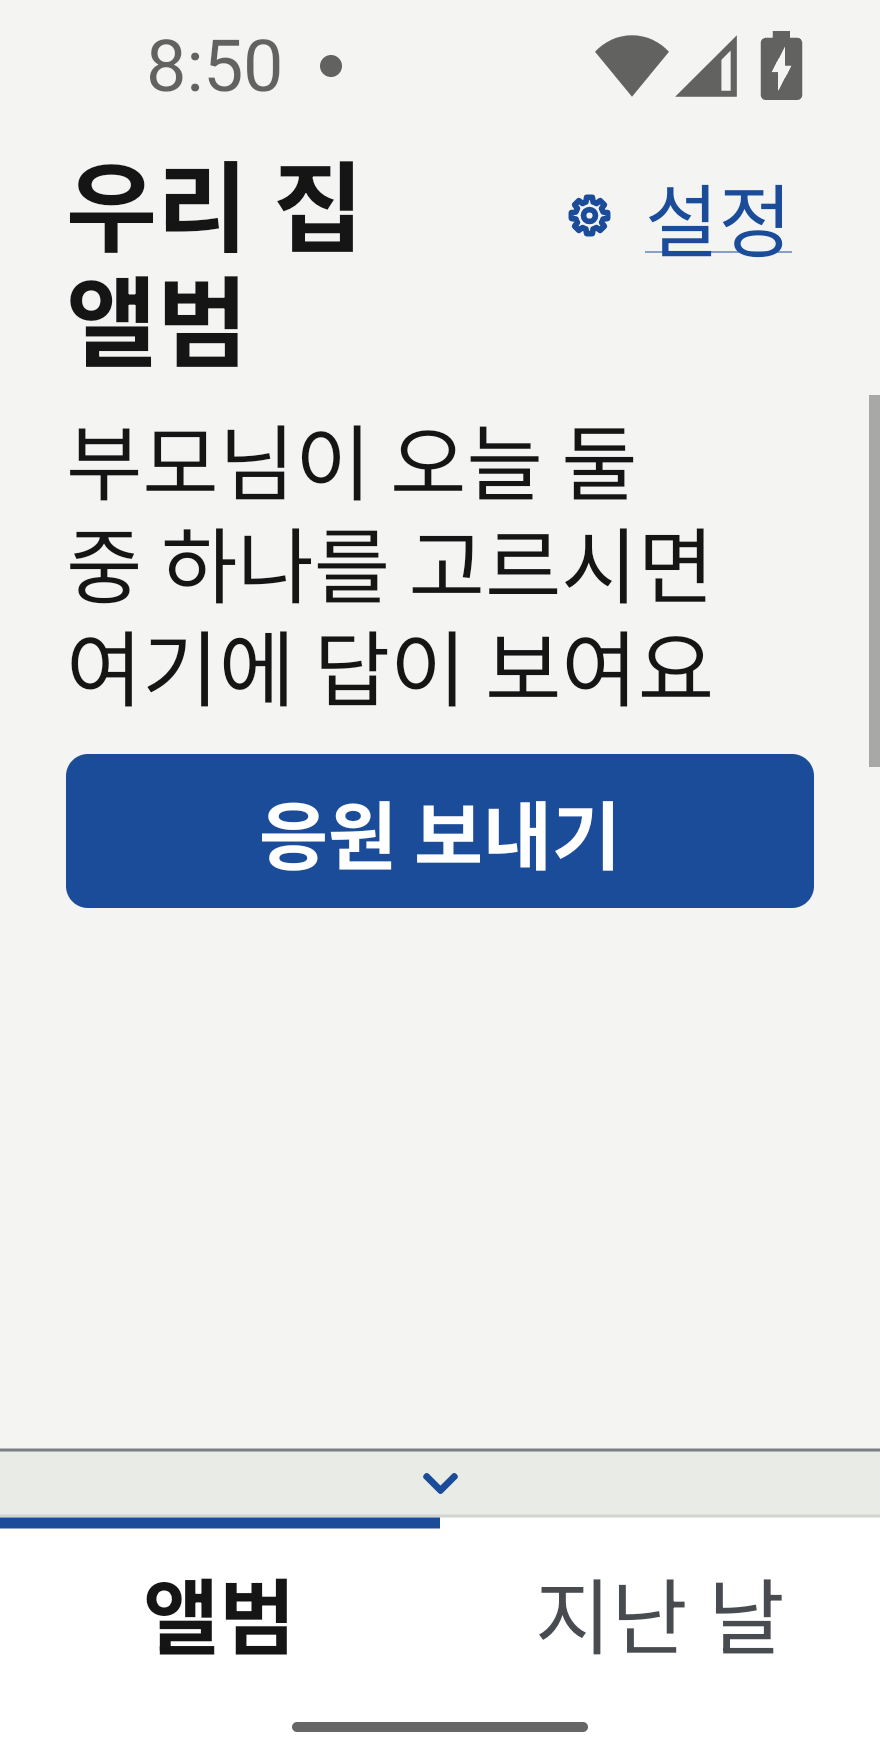 8:50
우리 집
앨범
설정
부모님이 오늘 둘
중 하나를 고르시면
여기에 답이 보여요
응원 보내기
앨범
지난 날